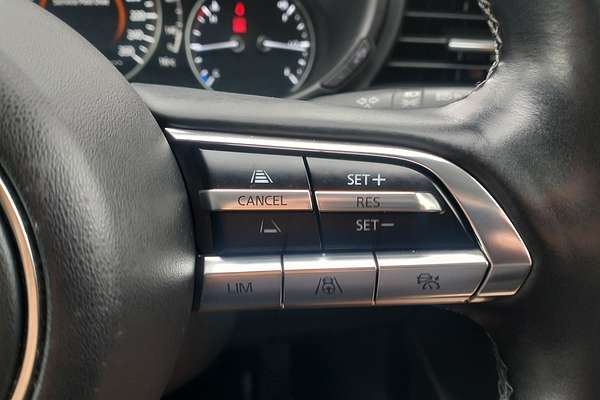 SET+
CANCEL
RES
SET-
LIM